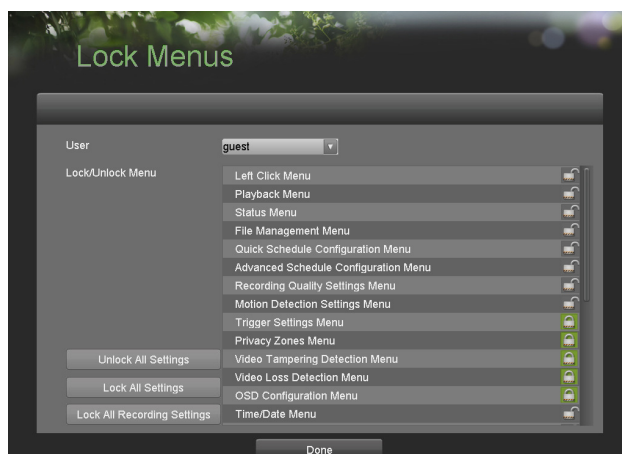 Lock Menus
User guest
Lock/Unlock Menu
Left Click Menu
Playback Menu
Status Menu
File Management Menu
Quick Schedule Configuration Menu
Advanced Schedule Configuration Menu
Recording Quality Settings Menu
Motion Detection Settings Menu
Trigger Settings Menu
Privacy Zones Menu
Video Tampering Detection Menu
Video Loss Detection Menu
OSD Configuration Menu
Time/Date Menu
Unlock All Settings
Lock All Settings
Lock All Recording Settings
Done